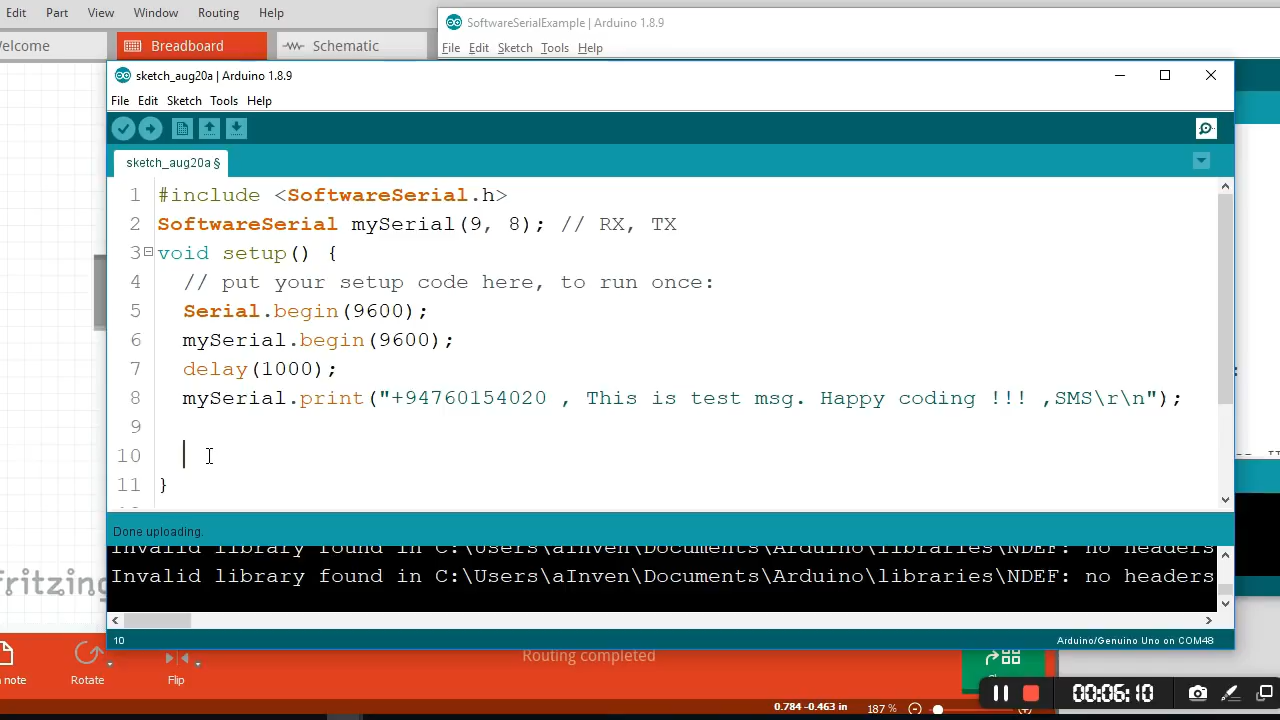 Edit Part View Window Routing Help
SoftwareSerialExample | Arduino 1.8.9
elcome Breadboard Schematic
File Edit Sketch Tools Help
sketch_aug20a | Arduino 1.8.9
File Edit Sketch Tools Help
sketch_aug20a §
1 #include <SoftwareSerial.h>
2 SoftwareSerial mySerial(9, 8); // RX, TX
3 void setup() {
4 // put your setup code here, to run once:
5 Serial.begin(9600);
6 mySerial.begin(9600);
7 delay(1000);
8 mySerial.print("+94760154020 , This is test msg. Happy coding !!! ,SMS\r\n");
9
10
11 }
Done uploading.
Invalid library found in C:\Users\aInven\Documents\Arduino\libraries\NDEF: no headers
Invalid library found in C:\Users\aInven\Documents\Arduino\libraries\NDEF: no headers
fritzing
10 Arduino/Genuino Uno on COM48
Routing completed
note Rotate Flip
00:06:10
0.784 -0.463 in 187 %